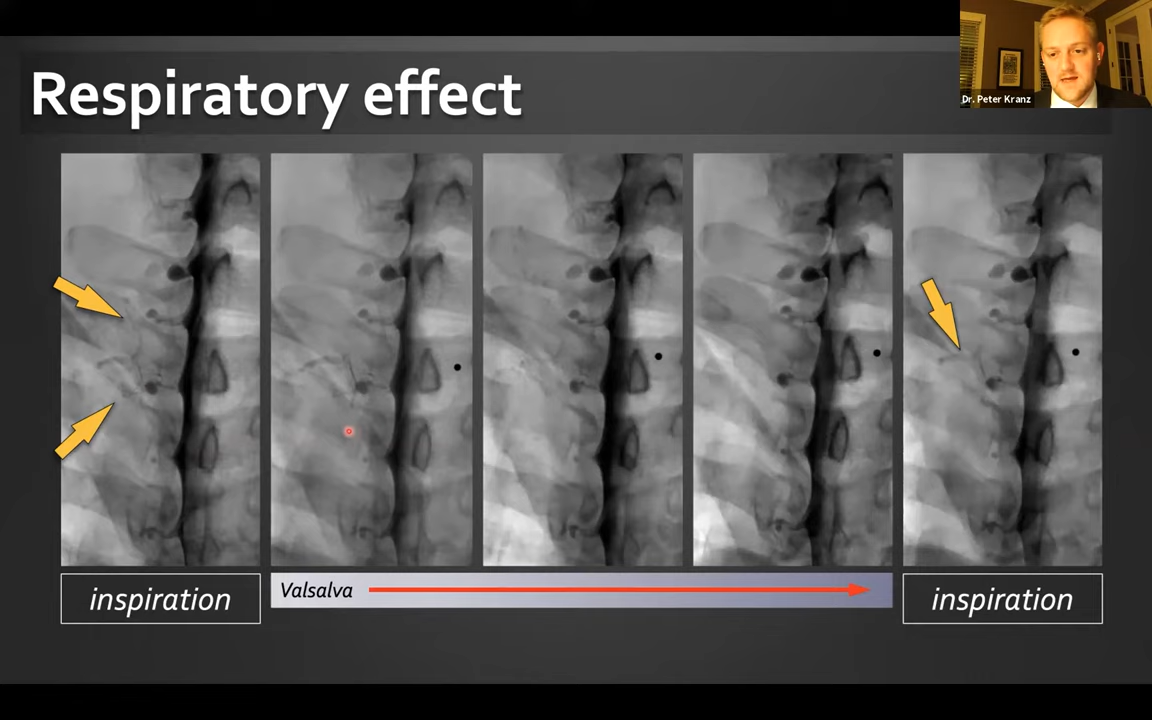 Respiratory effect
Dr. Peter Kranz
inspiration
Valsalva
inspiration